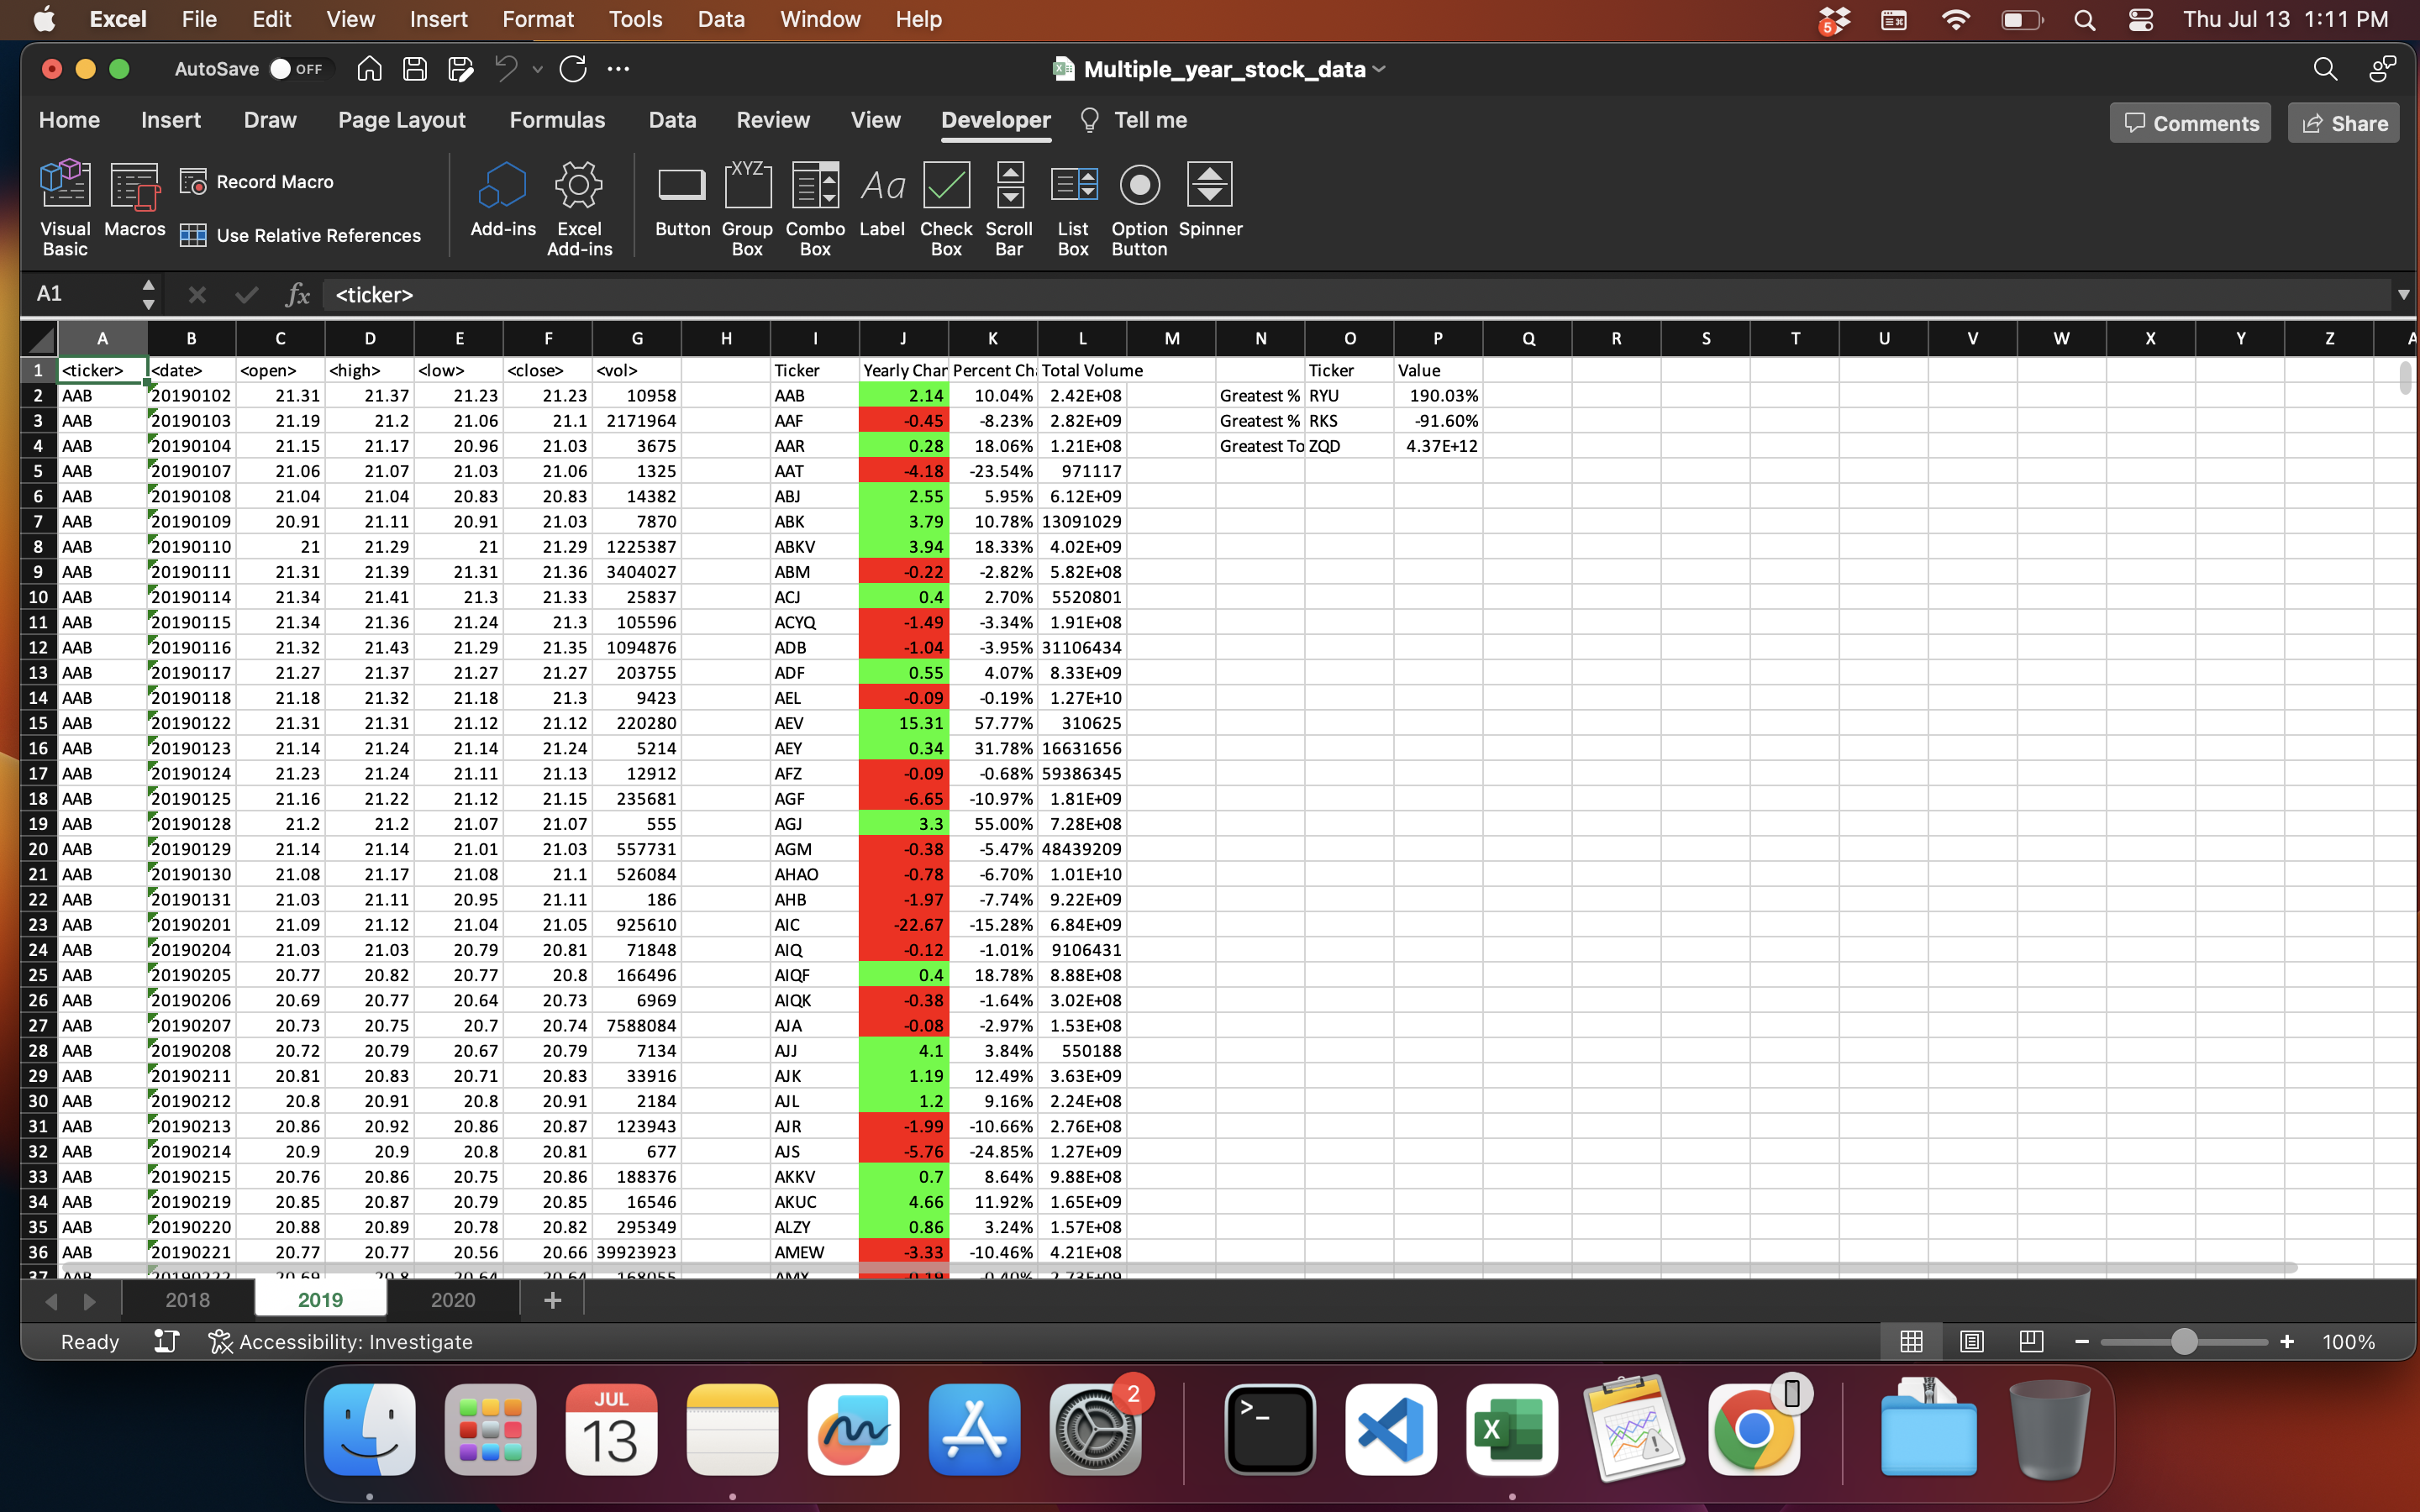 Excel File Edit View Insert Format Tools Data Window Help 5 Thu Jul 13 1:11 PM
AutoSave OFF Multiple_year_stock_data
Home Insert Draw Page Layout Formulas Data Review View Developer Tell me Comments Share
Visual Basic Macros Record Macro Use Relative References Add-ins Excel Add-ins Button XYZ Group Box Combo Box Aa Label Check Box Scroll Bar List Box Option Button Spinner
A1 fx <ticker>
A B C D E F G H I J K L M N O P Q R S T U V W X Y Z
1 <ticker> <date> <open> <high> <low> <close> <vol> Ticker Yearly Char Percent Ch Total Volume Ticker Value
2 AAB 20190102 21.31 21.37 21.23 21.23 10958 AAB 2.14 10.04% 2.42E+08 Greatest % RYU 190.03%
3 AAB 20190103 21.19 21.2 21.06 21.1 2171964 AAF -0.45 -8.23% 2.82E+09 Greatest % RKS -91.60%
4 AAB 20190104 21.15 21.17 20.96 21.03 3675 AAR 0.28 18.06% 1.21E+08 Greatest To ZQD 4.37E+12
5 AAB 20190107 21.06 21.07 21.03 21.06 1325 AAT -4.18 -23.54% 971117
6 AAB 20190108 21.04 21.04 20.83 20.83 14382 ABJ 2.55 5.95% 6.12E+09
7 AAB 20190109 20.91 21.11 20.91 21.03 7870 ABK 3.79 10.78% 13091029
8 AAB 20190110 21 21.29 21 21.29 1225387 ABKV 3.94 18.33% 4.02E+09
9 AAB 20190111 21.31 21.39 21.31 21.36 3404027 ABM -0.22 -2.82% 5.82E+08
10 AAB 20190114 21.34 21.41 21.3 21.33 25837 ACJ 0.4 2.70% 5520801
11 AAB 20190115 21.34 21.36 21.24 21.3 105596 ACYQ -1.49 -3.34% 1.91E+08
12 AAB 20190116 21.32 21.43 21.29 21.35 1094876 ADB -1.04 -3.95% 31106434
13 AAB 20190117 21.27 21.37 21.27 21.27 203755 ADF 0.55 4.07% 8.33E+09
14 AAB 20190118 21.18 21.32 21.18 21.3 9423 AEL -0.09 -0.19% 1.27E+10
15 AAB 20190122 21.31 21.31 21.12 21.12 220280 AEV 15.31 57.77% 310625
16 AAB 20190123 21.14 21.24 21.14 21.24 5214 AEY 0.34 31.78% 16631656
17 AAB 20190124 21.23 21.24 21.11 21.13 12912 AFZ -0.09 -0.68% 59386345
18 AAB 20190125 21.16 21.22 21.12 21.15 235681 AGF -6.65 -10.97% 1.81E+09
19 AAB 20190128 21.2 21.2 21.07 21.07 555 AGJ 3.3 55.00% 7.28E+08
20 AAB 20190129 21.14 21.14 21.01 21.03 557731 AGM -0.38 -5.47% 48439209
21 AAB 20190130 21.08 21.17 21.08 21.1 526084 AHAO -0.78 -6.70% 1.01E+10
22 AAB 20190131 21.03 21.11 20.95 21.11 186 AHB -1.97 -7.74% 9.22E+09
23 AAB 20190201 21.09 21.12 21.04 21.05 925610 AIC -22.67 -15.28% 6.84E+09
24 AAB 20190204 21.03 21.03 20.79 20.81 71848 AIQ -0.12 -1.01% 9106431
25 AAB 20190205 20.77 20.82 20.77 20.8 166496 AIQF 0.4 18.78% 8.88E+08
26 AAB 20190206 20.69 20.77 20.64 20.73 6969 AIQK -0.38 -1.64% 3.02E+08
27 AAB 20190207 20.73 20.75 20.7 20.74 7588084 AJA -0.08 -2.97% 1.53E+08
28 AAB 20190208 20.72 20.79 20.67 20.79 7134 AJJ 4.1 3.84% 550188
29 AAB 20190211 20.81 20.83 20.71 20.83 33916 AJK 1.19 12.49% 3.63E+09
30 AAB 20190212 20.8 20.91 20.8 20.91 2184 AJL 1.2 9.16% 2.24E+08
31 AAB 20190213 20.86 20.92 20.86 20.87 123943 AJR -1.99 -10.66% 2.76E+08
32 AAB 20190214 20.9 20.9 20.8 20.81 677 AJS -5.76 -24.85% 1.27E+09
33 AAB 20190215 20.76 20.86 20.75 20.86 188376 AKKV 0.7 8.64% 9.88E+08
34 AAB 20190219 20.85 20.87 20.79 20.85 16546 AKUC 4.66 11.92% 1.65E+09
35 AAB 20190220 20.88 20.89 20.78 20.82 295349 ALZY 0.86 3.24% 1.57E+08
36 AAB 20190221 20.77 20.77 20.56 20.66 39923923 AMEW -3.33 -10.46% 4.21E+08
37 AAB 20190222 20.69 20.8 20.64 20.64 168055 AMX -0.19 -0.40% 2.73E+09
2018 2019 2020 +
Ready Accessibility: Investigate 100%
JUL 13 2 >_ X